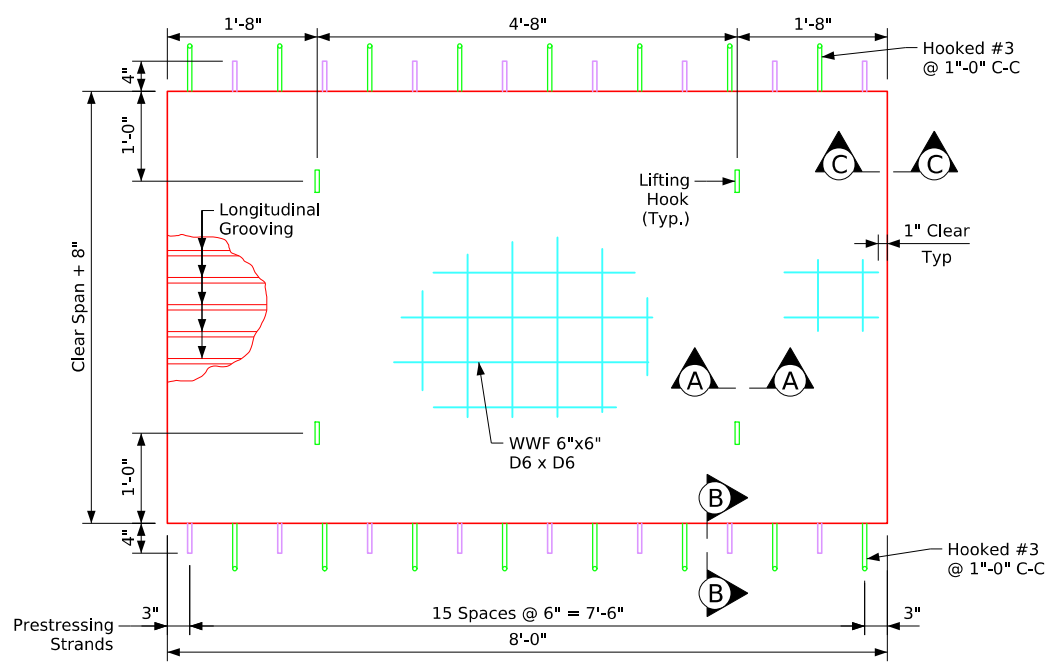 1'-8"
4'-8"
1'-8"
Hooked #3
@ 1"-0" C-C
4"
1'-0"
C
C
Lifting
Hook
(Typ.)
Longitudinal
Grooving
1" Clear
Typ
Clear Span + 8"
A
A
WWF 6"x6"
D6 x D6
1'-0"
B
4"
Hooked #3
@ 1"-0" C-C
B
3"
15 Spaces @ 6" = 7'-6"
3"
Prestressing
Strands
8'-0"